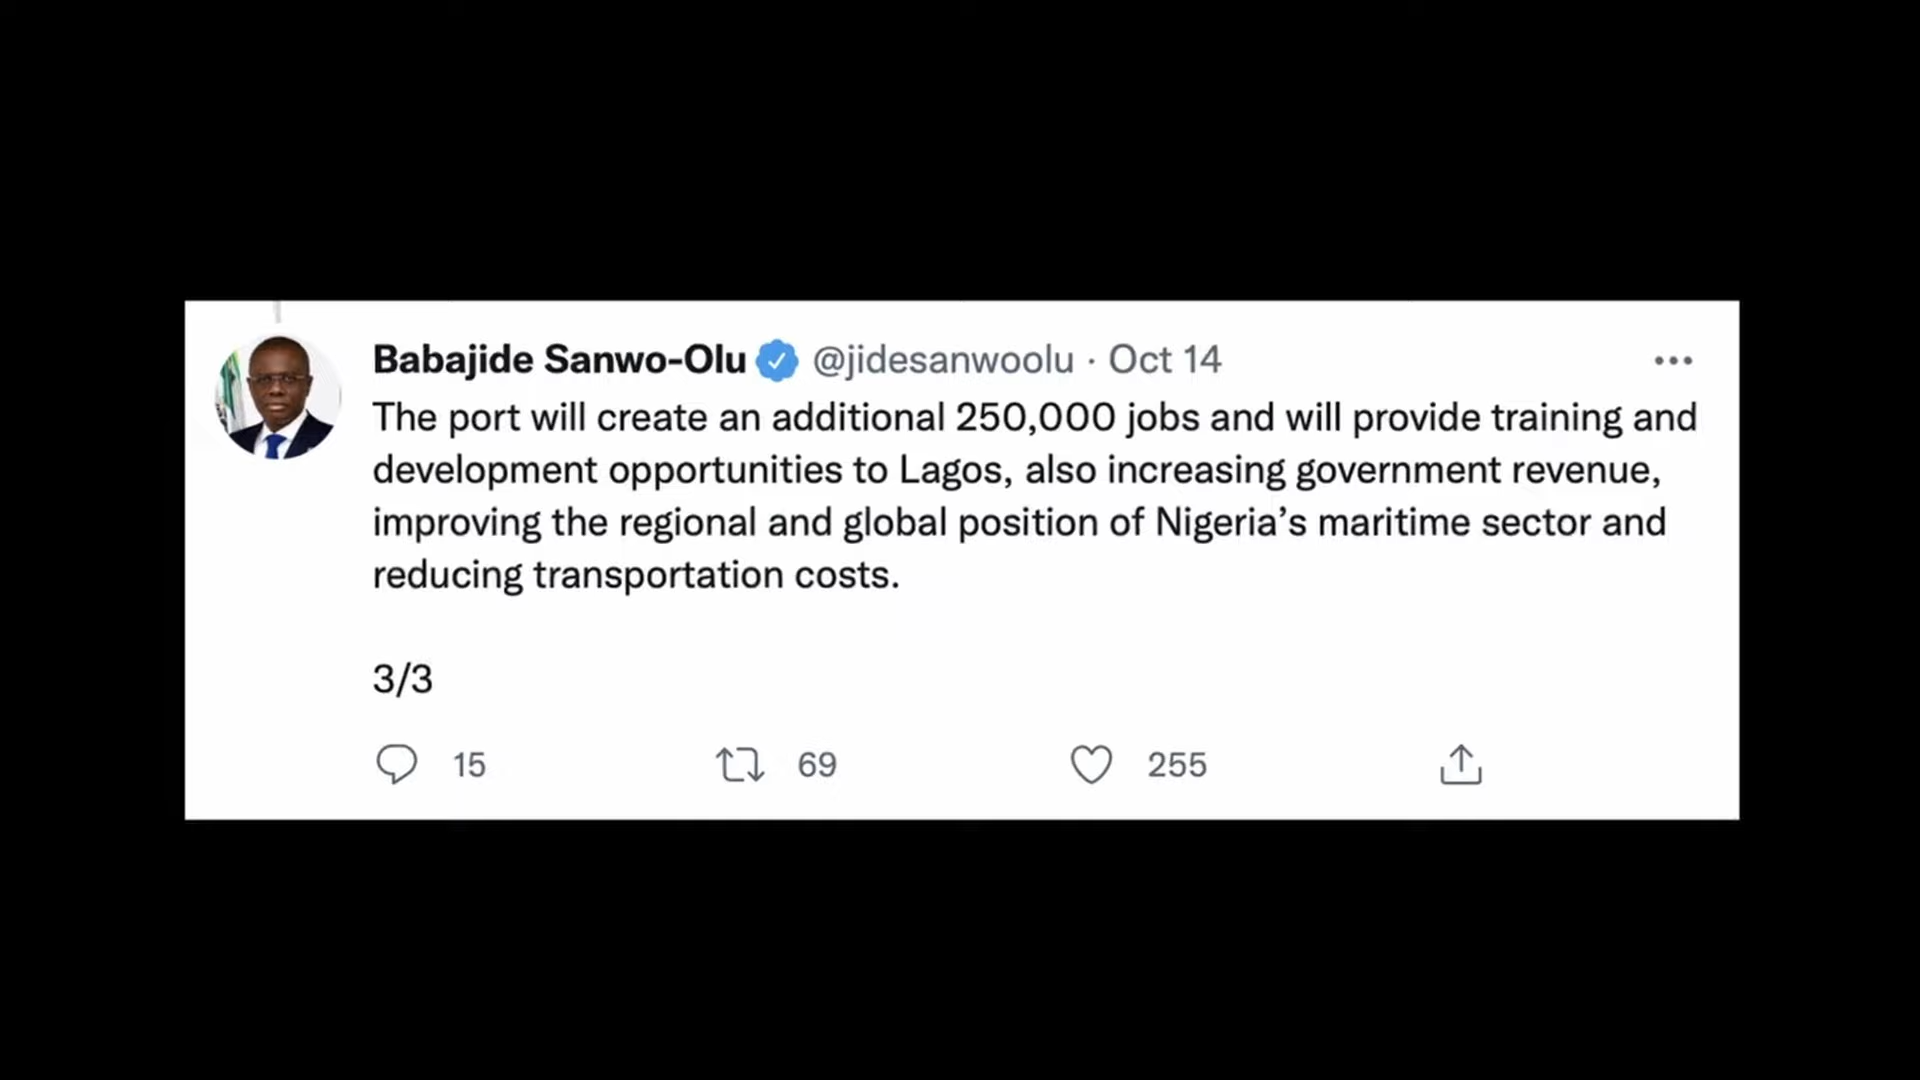 Babajide Sanwo-Olu @jidesanwoolu · Oct 14
The port will create an additional 250,000 jobs and will provide training and
development opportunities to Lagos, also increasing government revenue,
improving the regional and global position of Nigeria’s maritime sector and
reducing transportation costs.
3/3
15 69 255